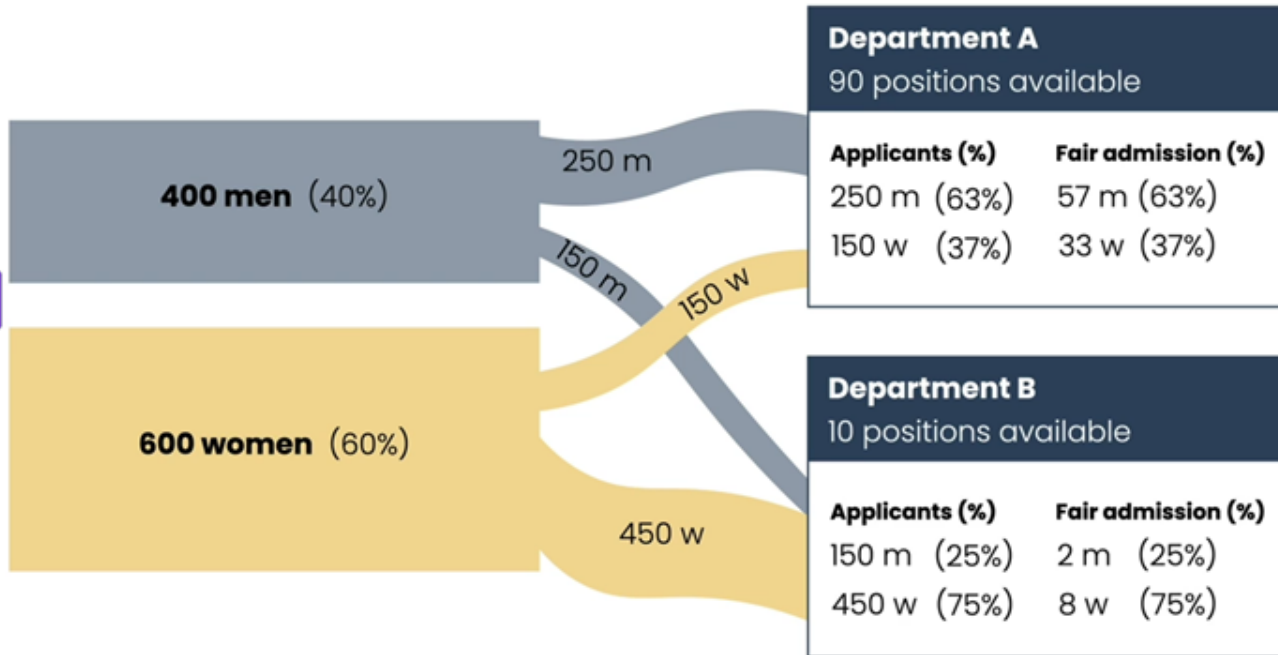 400 men (40%)
600 women (60%)
250 m
150 m
150 w
450 w
Department A
90 positions available
Applicants (%) Fair admission (%)
250 m (63%) 57 m (63%)
150 w (37%) 33 w (37%)
Department B
10 positions available
Applicants (%) Fair admission (%)
150 m (25%) 2 m (25%)
450 w (75%) 8 w (75%)